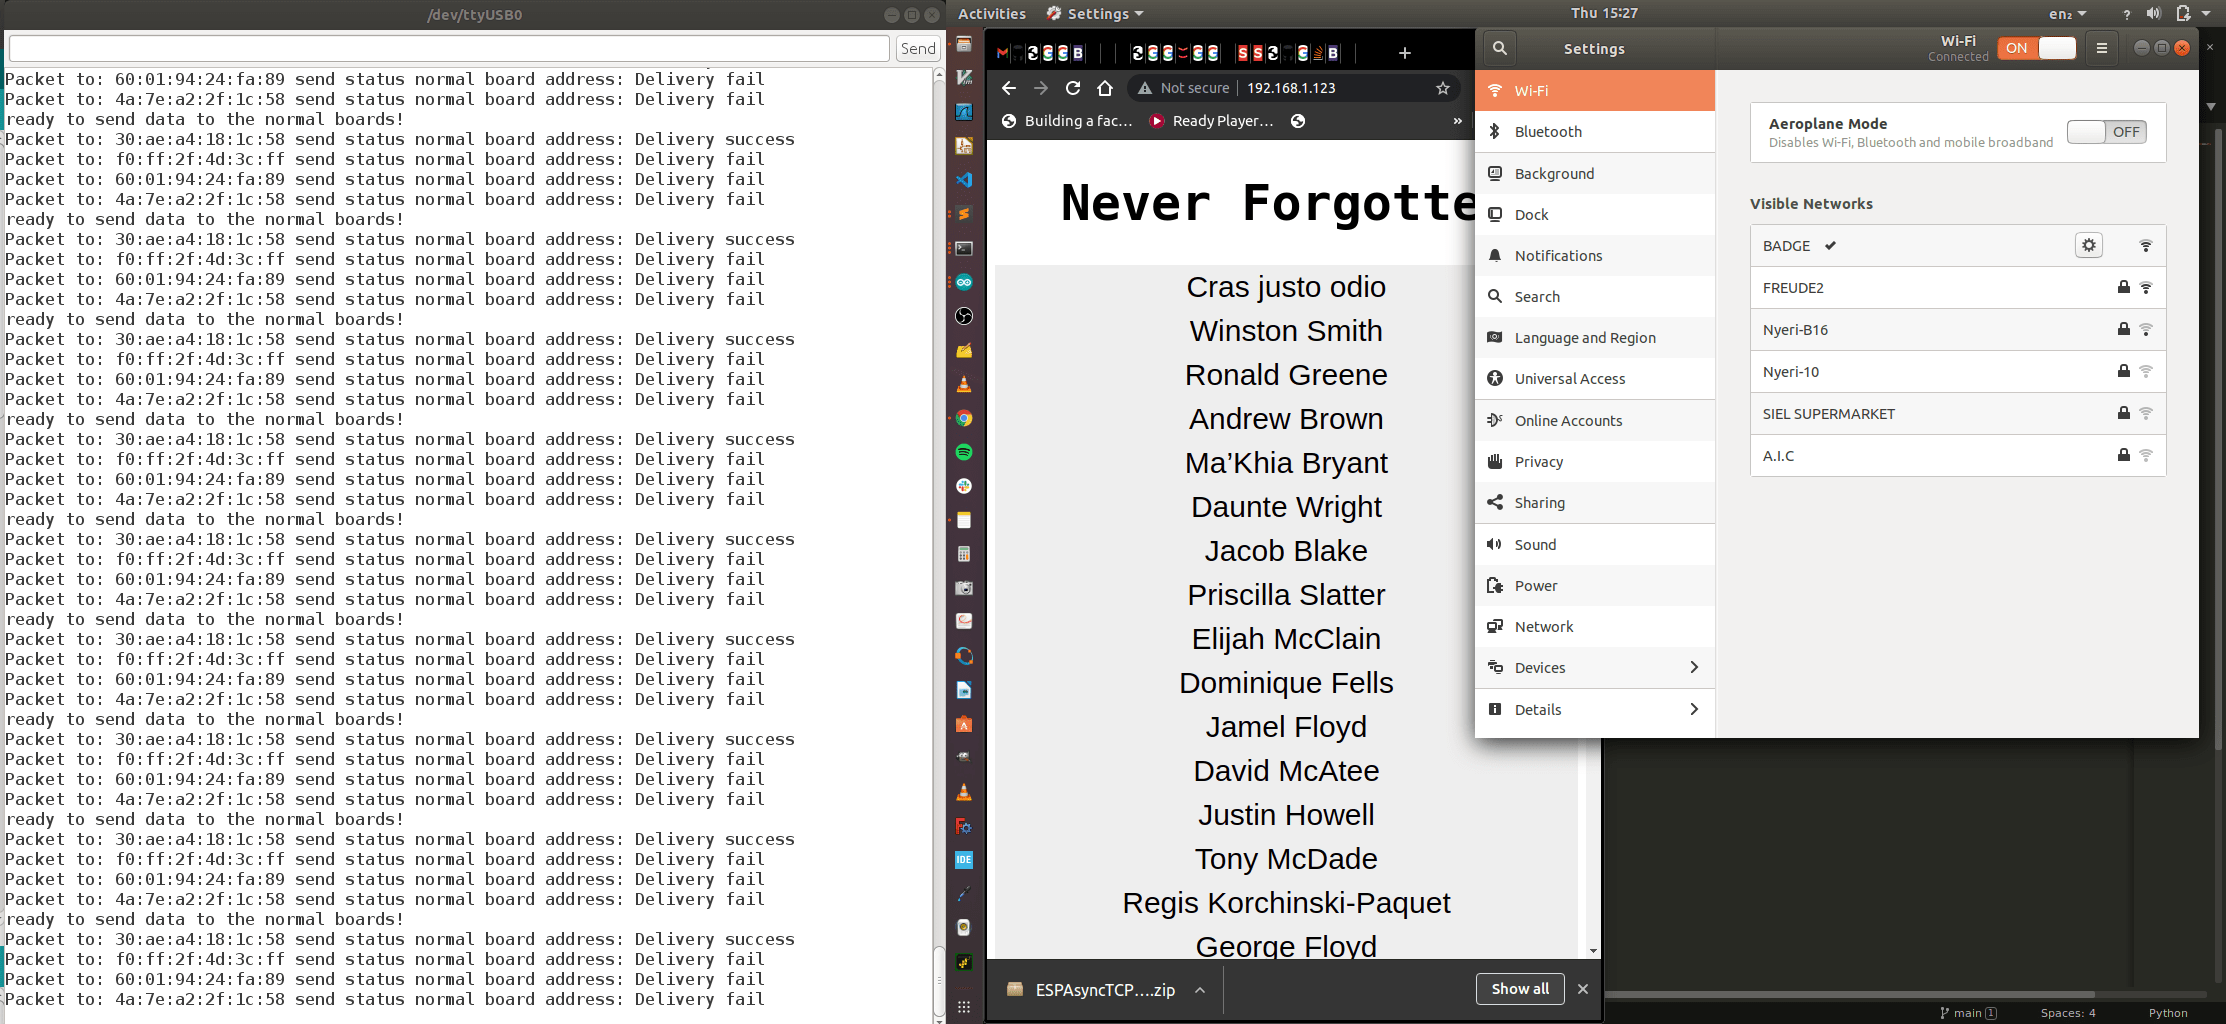 /dev/ttyUSB0
Send
Packet to: 60:01:94:24:fa:89 send status normal board address: Delivery fail
Packet to: 4a:7e:a2:2f:1c:58 send status normal board address: Delivery fail
ready to send data to the normal boards!
Packet to: 30:ae:a4:18:1c:58 send status normal board address: Delivery success
Packet to: f0:ff:2f:4d:3c:ff send status normal board address: Delivery fail
Packet to: 60:01:94:24:fa:89 send status normal board address: Delivery fail
Packet to: 4a:7e:a2:2f:1c:58 send status normal board address: Delivery fail
ready to send data to the normal boards!
Packet to: 30:ae:a4:18:1c:58 send status normal board address: Delivery success
Packet to: f0:ff:2f:4d:3c:ff send status normal board address: Delivery fail
Packet to: 60:01:94:24:fa:89 send status normal board address: Delivery fail
Packet to: 4a:7e:a2:2f:1c:58 send status normal board address: Delivery fail
ready to send data to the normal boards!
Packet to: 30:ae:a4:18:1c:58 send status normal board address: Delivery success
Packet to: f0:ff:2f:4d:3c:ff send status normal board address: Delivery fail
Packet to: 60:01:94:24:fa:89 send status normal board address: Delivery fail
Packet to: 4a:7e:a2:2f:1c:58 send status normal board address: Delivery fail
ready to send data to the normal boards!
Packet to: 30:ae:a4:18:1c:58 send status normal board address: Delivery success
Packet to: f0:ff:2f:4d:3c:ff send status normal board address: Delivery fail
Packet to: 60:01:94:24:fa:89 send status normal board address: Delivery fail
Packet to: 4a:7e:a2:2f:1c:58 send status normal board address: Delivery fail
ready to send data to the normal boards!
Packet to: 30:ae:a4:18:1c:58 send status normal board address: Delivery success
Packet to: f0:ff:2f:4d:3c:ff send status normal board address: Delivery fail
Packet to: 60:01:94:24:fa:89 send status normal board address: Delivery fail
Packet to: 4a:7e:a2:2f:1c:58 send status normal board address: Delivery fail
ready to send data to the normal boards!
Packet to: 30:ae:a4:18:1c:58 send status normal board address: Delivery success
Packet to: f0:ff:2f:4d:3c:ff send status normal board address: Delivery fail
Packet to: 60:01:94:24:fa:89 send status normal board address: Delivery fail
Packet to: 4a:7e:a2:2f:1c:58 send status normal board address: Delivery fail
ready to send data to the normal boards!
Packet to: 30:ae:a4:18:1c:58 send status normal board address: Delivery success
Packet to: f0:ff:2f:4d:3c:ff send status normal board address: Delivery fail
Packet to: 60:01:94:24:fa:89 send status normal board address: Delivery fail
Packet to: 4a:7e:a2:2f:1c:58 send status normal board address: Delivery fail
ready to send data to the normal boards!
Packet to: 30:ae:a4:18:1c:58 send status normal board address: Delivery success
Packet to: f0:ff:2f:4d:3c:ff send status normal board address: Delivery fail
Packet to: 60:01:94:24:fa:89 send status normal board address: Delivery fail
Packet to: 4a:7e:a2:2f:1c:58 send status normal board address: Delivery fail
ready to send data to the normal boards!
Packet to: 30:ae:a4:18:1c:58 send status normal board address: Delivery success
Packet to: f0:ff:2f:4d:3c:ff send status normal board address: Delivery fail
Packet to: 60:01:94:24:fa:89 send status normal board address: Delivery fail
Packet to: 4a:7e:a2:2f:1c:58 send status normal board address: Delivery fail
Activities Settings Thu 15:27 en₂
Not secure 192.168.1.123
Building a fac... Ready Player...
Never Forgotte
Cras justo odio
Winston Smith
Ronald Greene
Andrew Brown
Ma’Khia Bryant
Daunte Wright
Jacob Blake
Priscilla Slatter
Elijah McClain
Dominique Fells
Jamel Floyd
David McAtee
Justin Howell
Tony McDade
Regis Korchinski-Paquet
George Floyd
ESPAsyncTCP....zip
Show all
Settings
Wi-Fi
Connected
ON
Wi-Fi
Bluetooth
Background
Dock
Notifications
Search
Language and Region
Universal Access
Online Accounts
Privacy
Sharing
Sound
Power
Network
Devices
Details
Aeroplane Mode
Disables Wi-Fi, Bluetooth and mobile broadband
OFF
Visible Networks
BADGE
FREUDE2
Nyeri-B16
Nyeri-10
SIEL SUPERMARKET
A.I.C
main 1 Spaces: 4 Python